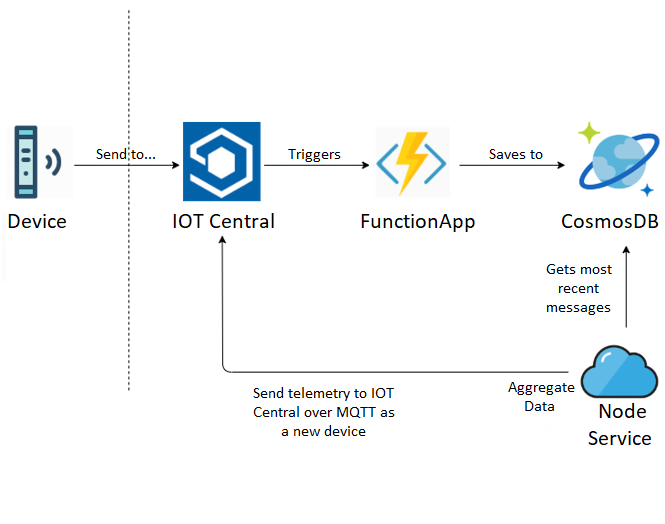 Send to...
Triggers
Saves to
Device
IOT Central
FunctionApp
CosmosDB
Gets most
recent
messages
Send telemetry to IOT
Central over MQTT as
a new device
Aggregate
Data
Node
Service